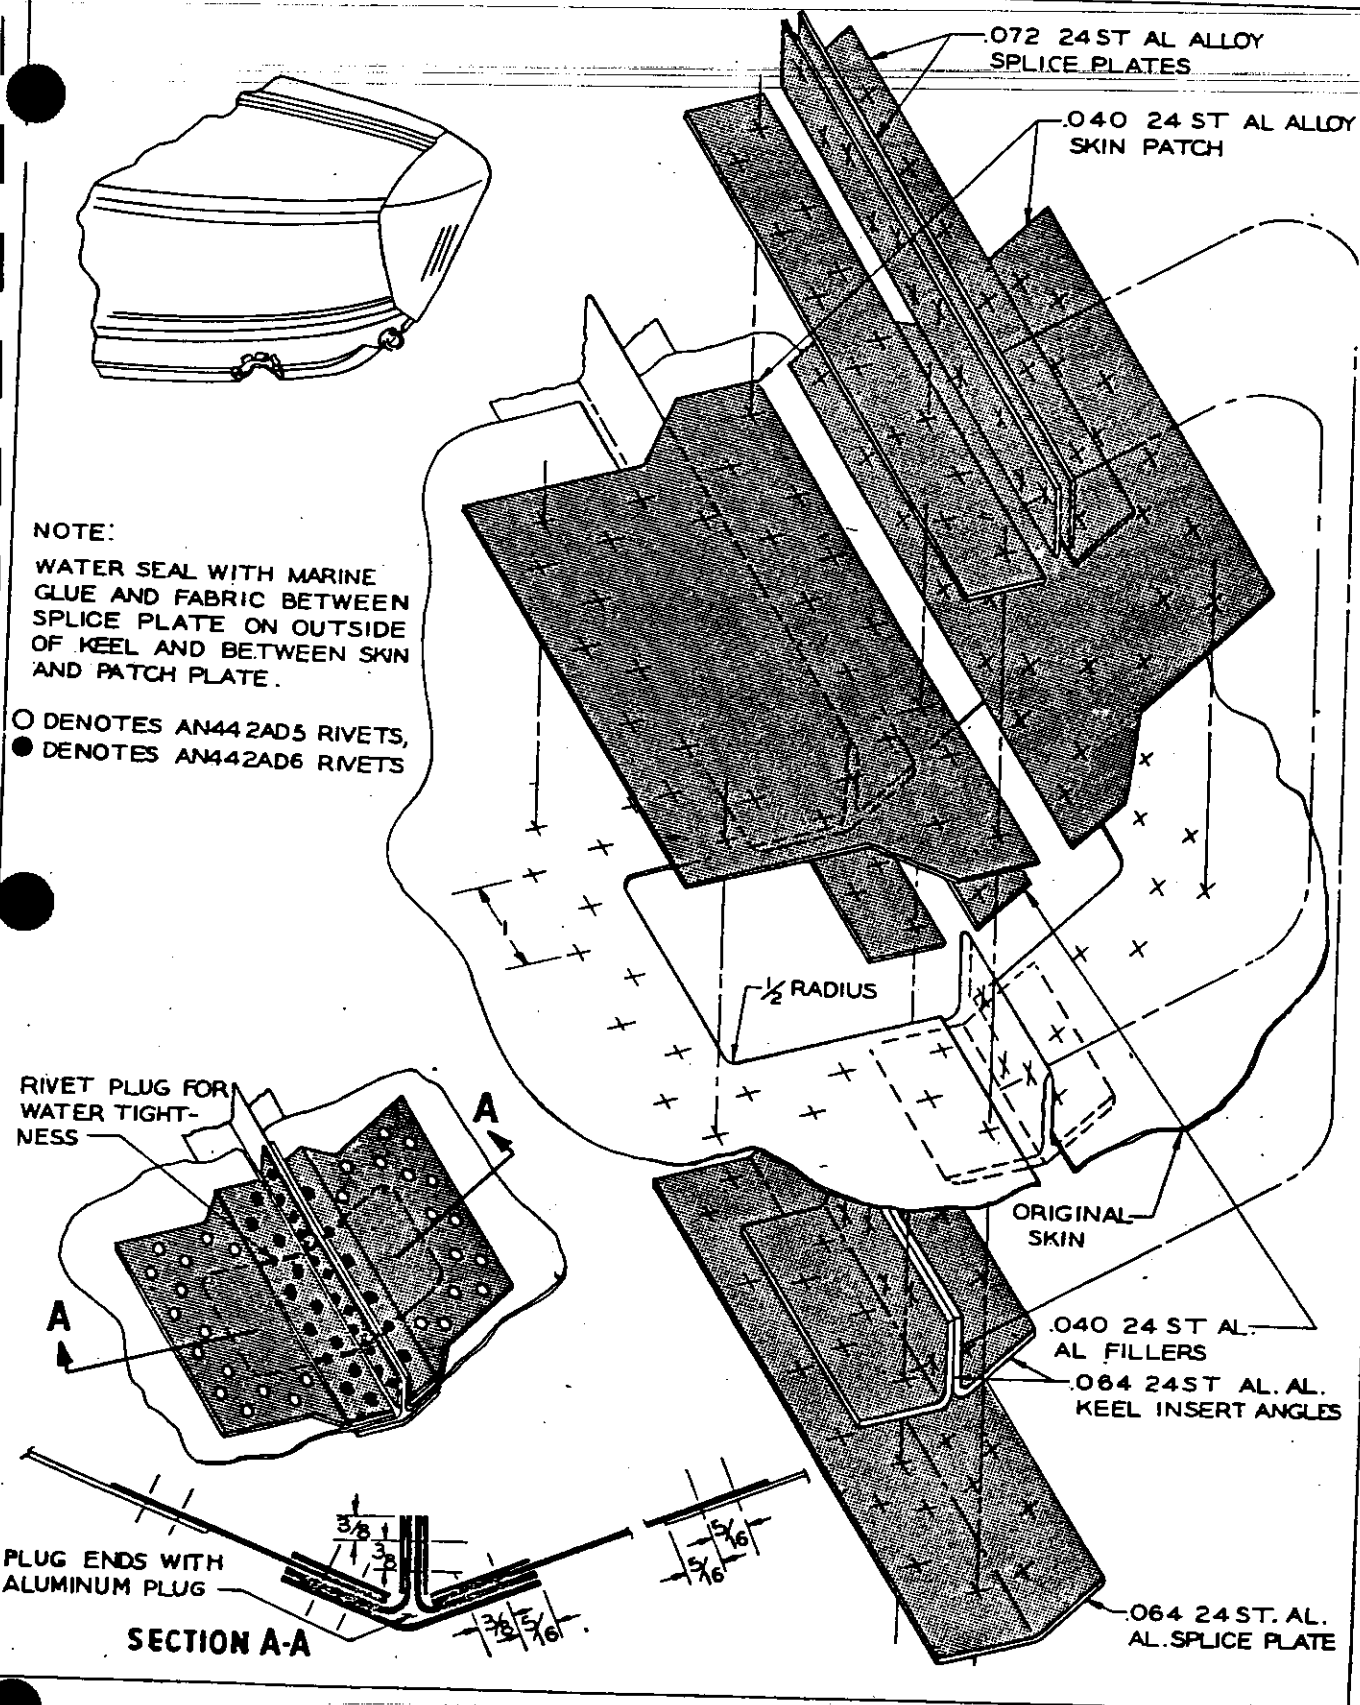 .072 24ST AL ALLOY
SPLICE PLATES
.040 24 ST AL ALLOY
SKIN PATCH
NOTE:
WATER SEAL WITH MARINE
GLUE AND FABRIC BETWEEN
SPLICE PLATE ON OUTSIDE
OF KEEL AND BETWEEN SKIN
AND PATCH PLATE.
O DENOTES AN442AD5 RIVETS,
● DENOTES AN442AD6 RIVETS
1
1/2 RADIUS
RIVET PLUG FOR
WATER TIGHT-
NESS
A
A
ORIGINAL
SKIN
.040 24 ST AL.
AL FILLERS
.064 24ST AL. AL.
KEEL INSERT ANGLES
3/8
3/8
5/16
5/16
3/8
5/16
PLUG ENDS WITH
ALUMINUM PLUG
SECTION A-A
.064 24 ST. AL.
AL. SPLICE PLATE